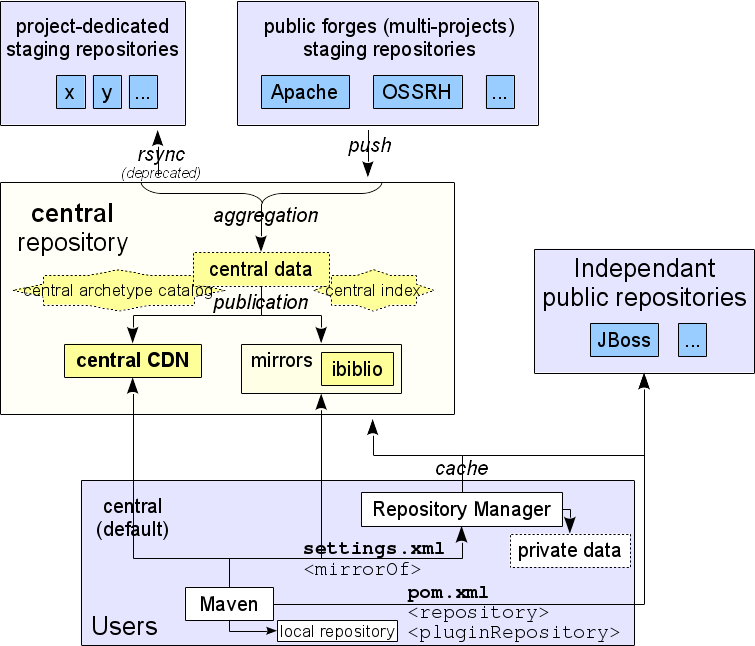 project-dedicated
staging repositories
x
y
...
public forges (multi-projects)
staging repositories
Apache
OSSRH
...
rsync
(deprecated)
push
central
repository
aggregation
central data
central archetype catalog
central index
publication
central CDN
mirrors
ibiblio
Independant
public repositories
JBoss
...
cache
central
(default)
Repository Manager
private data
settings.xml
<mirrorOf>
Maven
pom.xml
<repository>
<pluginRepository>
local repository
Users